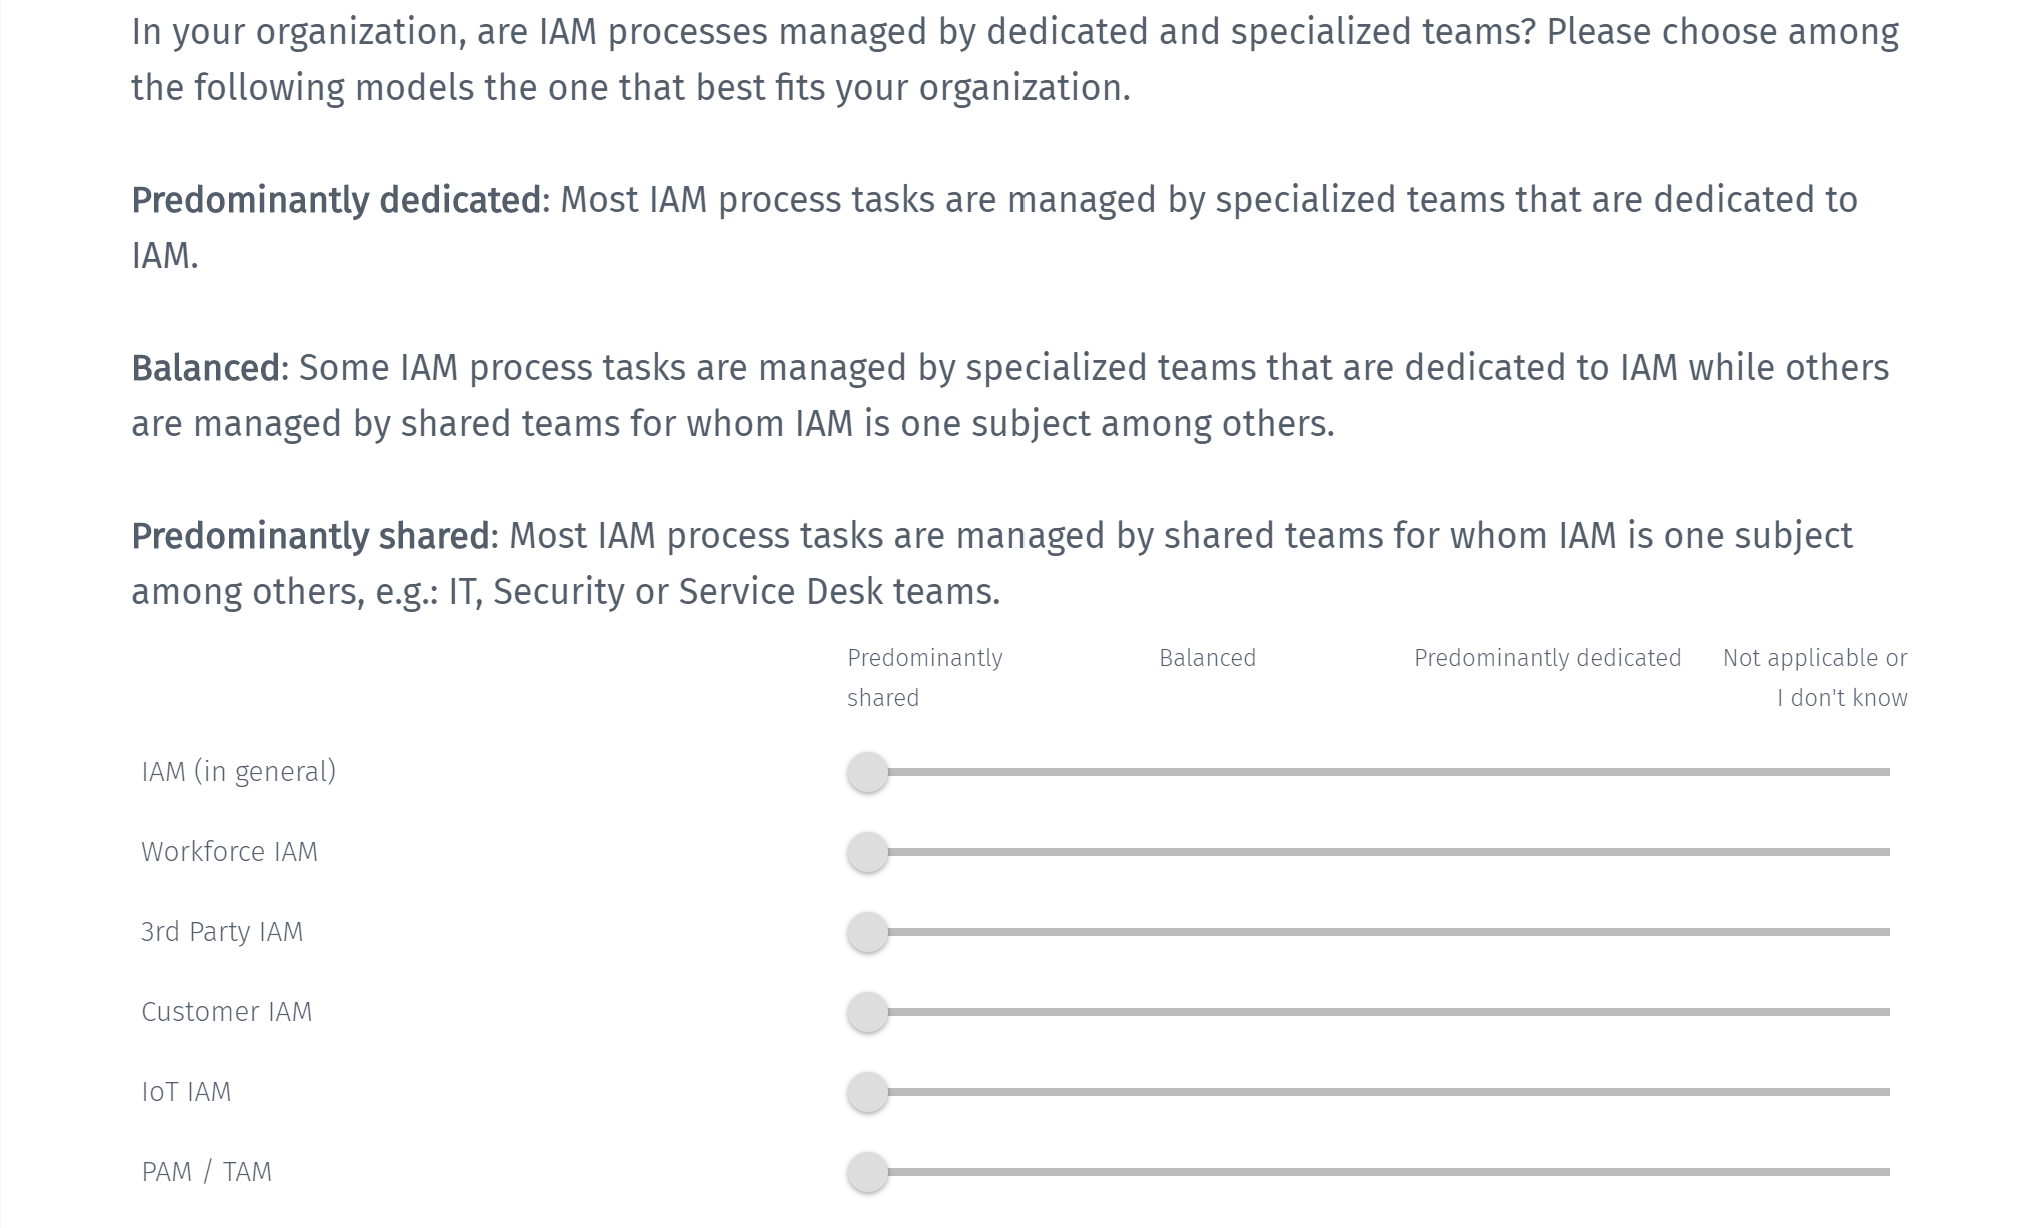 In your organization, are IAM processes managed by dedicated and specialized teams? Please choose among
the following models the one that best fits your organization.
Predominantly dedicated: Most IAM process tasks are managed by specialized teams that are dedicated to
IAM.
Balanced: Some IAM process tasks are managed by specialized teams that are dedicated to IAM while others
are managed by shared teams for whom IAM is one subject among others.
Predominantly shared: Most IAM process tasks are managed by shared teams for whom IAM is one subject
among others, e.g.: IT, Security or Service Desk teams.
Predominantly shared
Balanced
Predominantly dedicated
Not applicable or
I don't know
IAM (in general)
Workforce IAM
3rd Party IAM
Customer IAM
IoT IAM
PAM / TAM